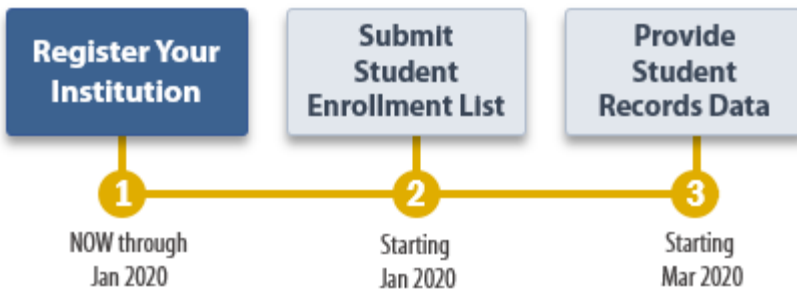 Register Your
Institution
Submit
Student
Enrollment List
Provide
Student
Records Data
1
2
3
NOW through
Jan 2020
Starting
Jan 2020
Starting
Mar 2020